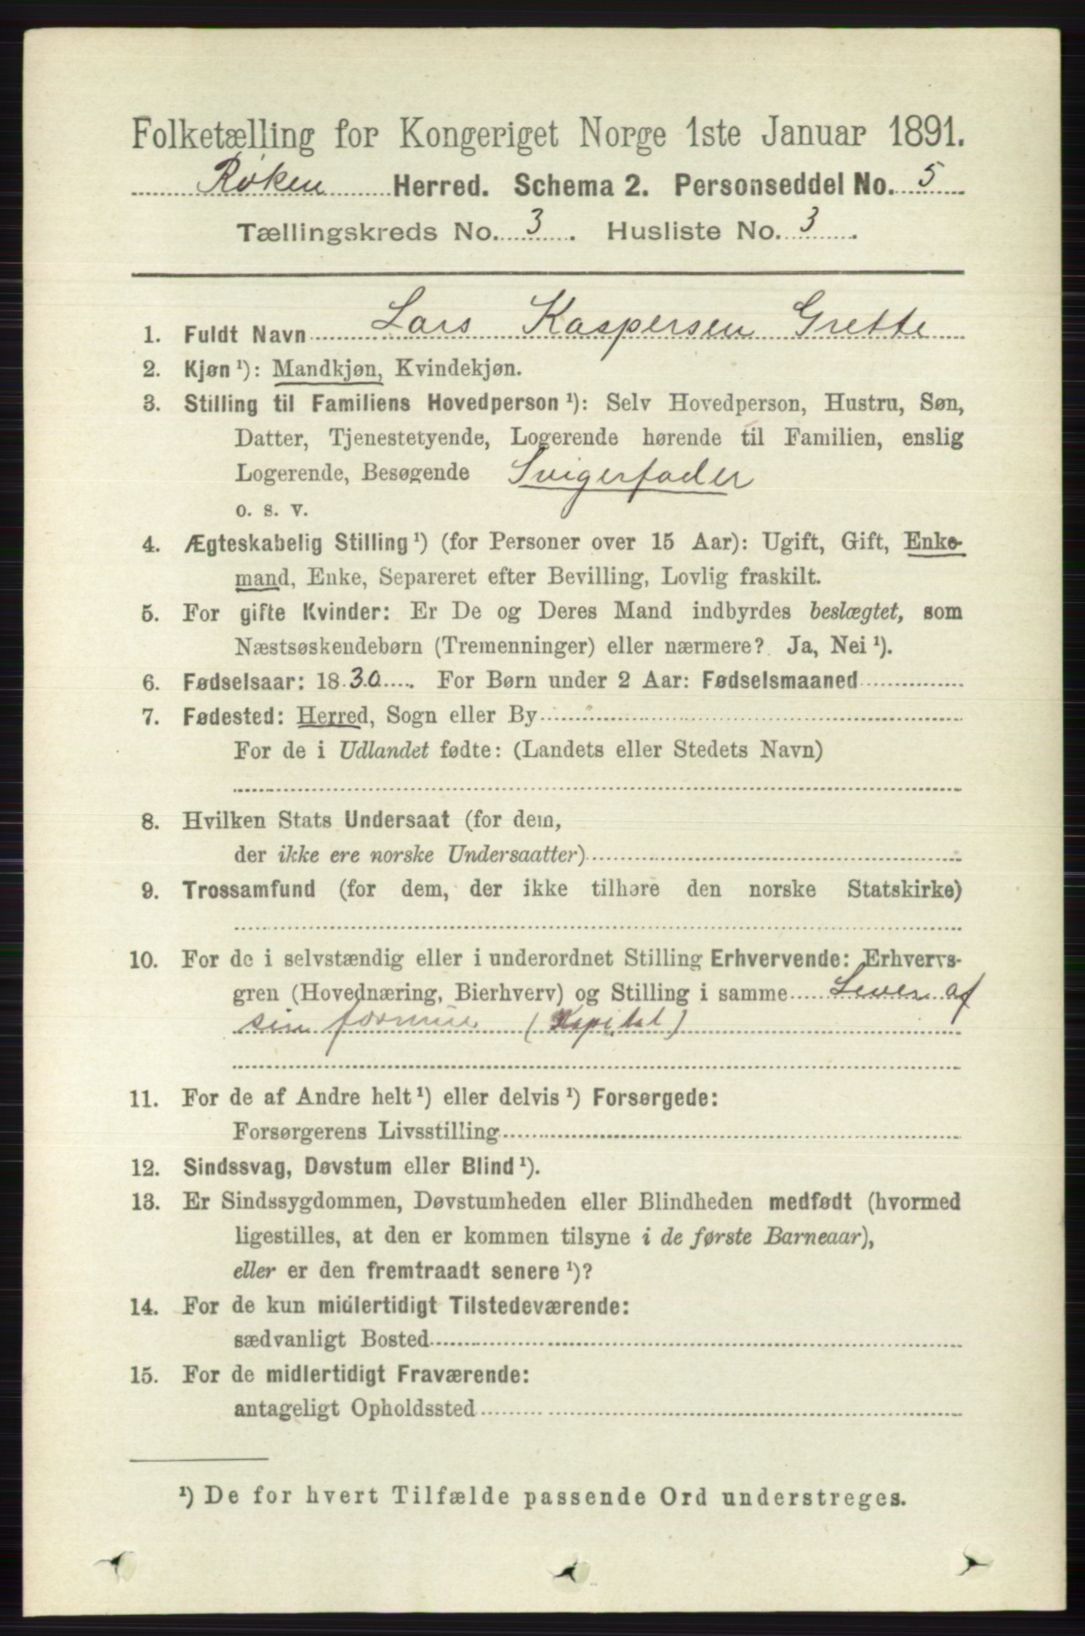 Folketælling for Kongeriget Norge 1ste Januar 1891.
Røken Herred. Schema 2. Personseddel No. 5
Tællingskreds No. 3. Husliste No. 3.
1. Fuldt Navn Lars Kaspersen Grette
2. Kjøn ¹): Mandkjøn, Kvindekjøn.
3. Stilling til Familiens Hovedperson ¹): Selv Hovedperson, Hustru, Søn,
Datter, Tjenestetyende, Logerende hørende til Familien, enslig
Logerende, Besøgende Svigerfader
o. s. v.
4. Ægteskabelig Stilling ¹) (for Personer over 15 Aar): Ugift, Gift, Enke-
mand, Enke, Separeret efter Bevilling, Lovlig fraskilt.
5. For gifte Kvinder: Er De og Deres Mand indbyrdes beslægtet, som
Næstsøskendebørn (Tremenninger) eller nærmere? Ja, Nei ¹).
6. Fødselsaar: 1830. For Børn under 2 Aar: Fødselsmaaned
7. Fødested: Herred, Sogn eller By
For de i Udlandet fødte: (Landets eller Stedets Navn)
8. Hvilken Stats Undersaat (for dem,
der ikke ere norske Undersaatter)
9. Trossamfund (for dem, der ikke tilhøre den norske Statskirke)
10. For de i selvstændig eller i underordnet Stilling Erhvervende: Erhvervs-
gren (Hovednæring, Bierhverv) og Stilling i samme Lever af
sin formue (Kapital)
11. For de af Andre helt ¹) eller delvis ¹) Forsørgede:
Forsørgerens Livsstilling
12. Sindssvag, Døvstum eller Blind ¹).
13. Er Sindssygdommen, Døvstumheden eller Blindheden medfødt (hvormed
ligestilles, at den er kommen tilsyne i de første Barneaar),
eller er den fremtraadt senere ¹)?
14. For de kun midlertidigt Tilstedeværende:
sædvanligt Bosted
15. For de midlertidigt Fraværende:
antageligt Opholdssted
¹) De for hvert Tilfælde passende Ord understreges.